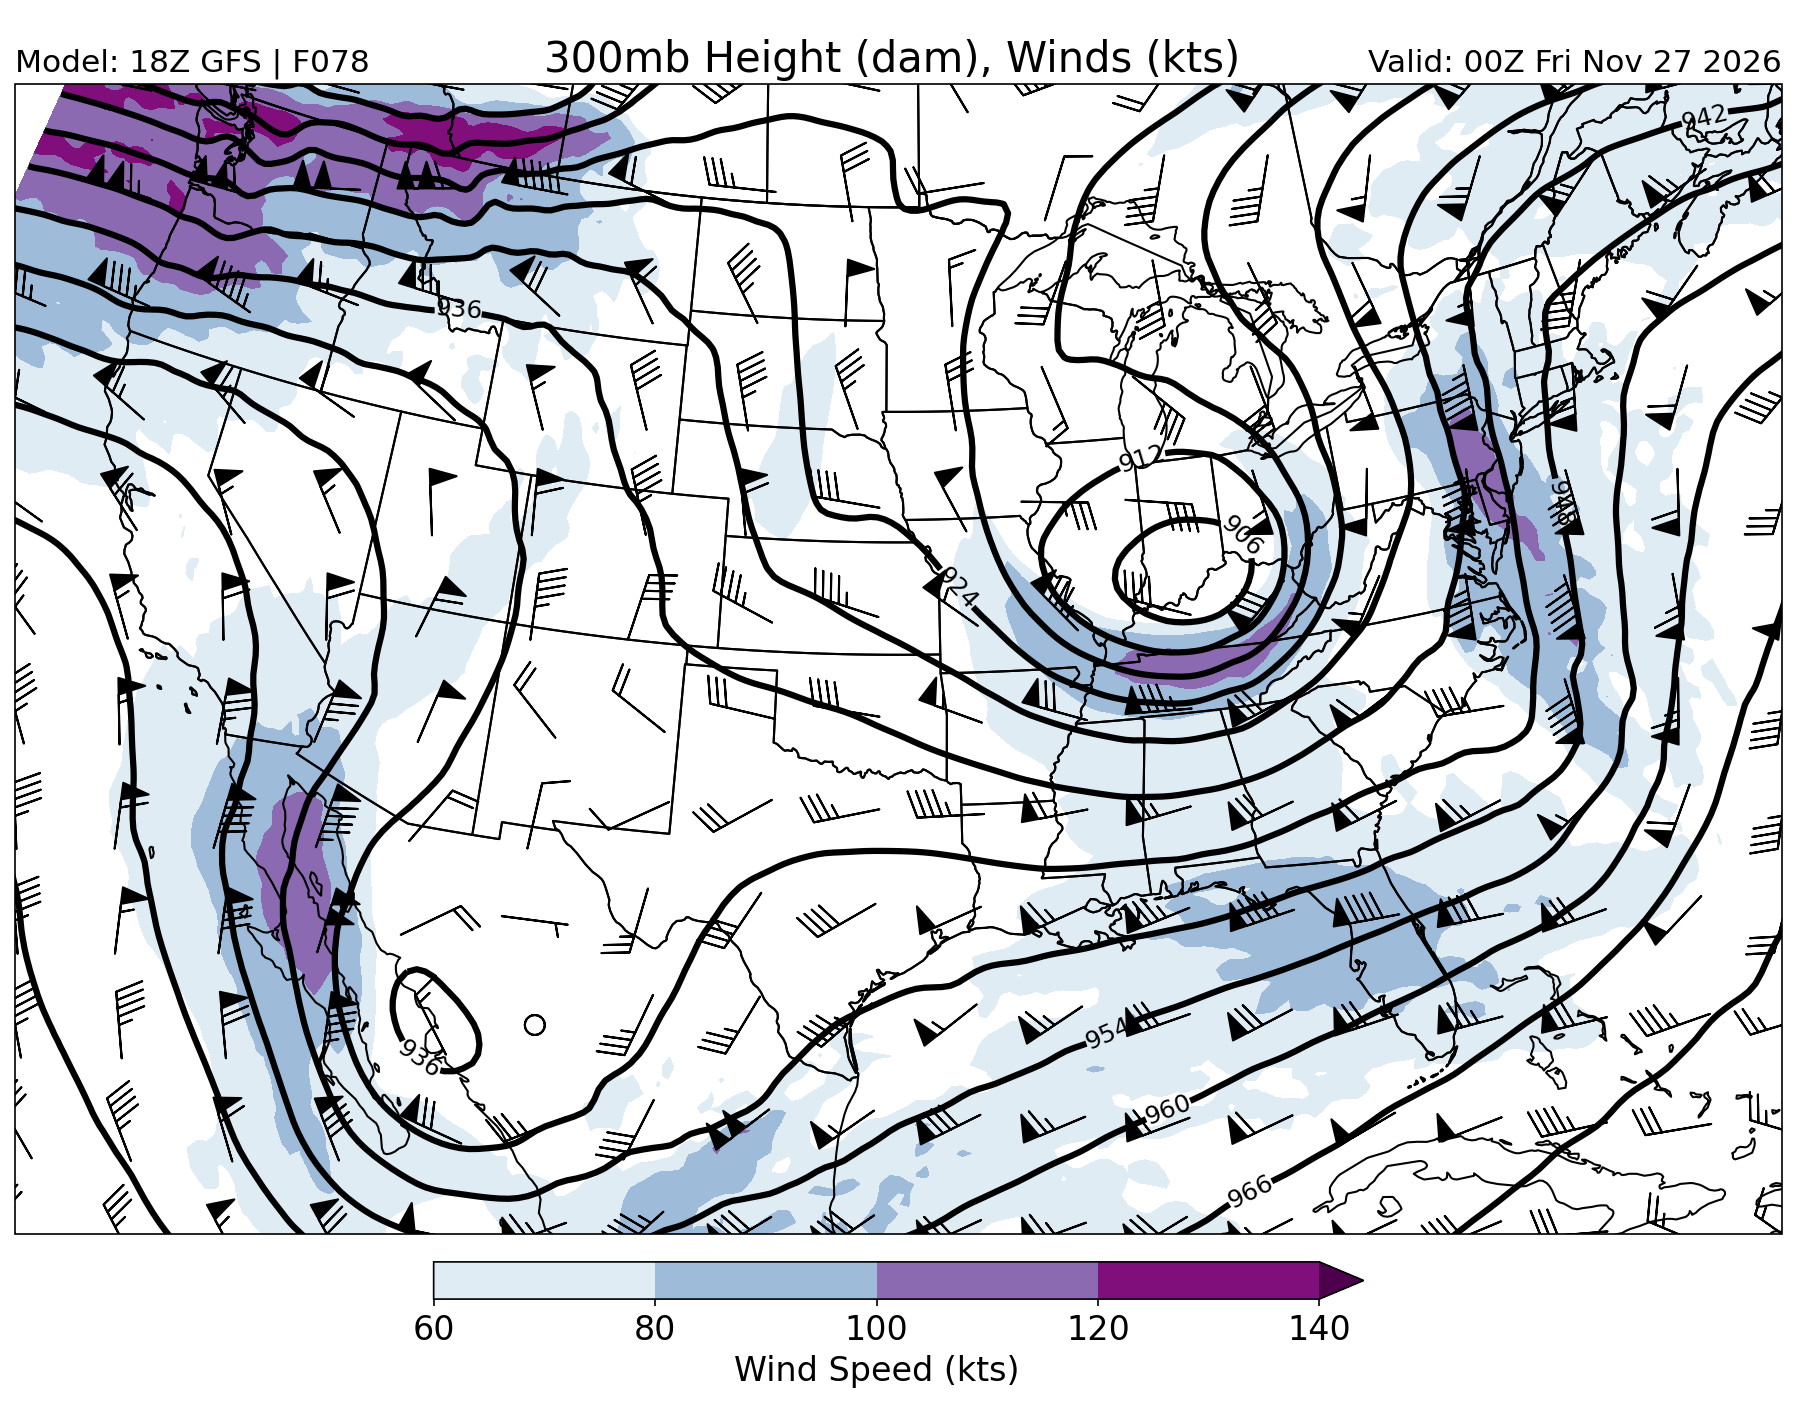 Model: 18Z GFS | F078
300mb Height (dam), Winds (kts)
Valid: 00Z Fri Nov 27 2026
942
936
912
948
906
924
936
954
960
966
60 80 100 120 140
Wind Speed (kts)